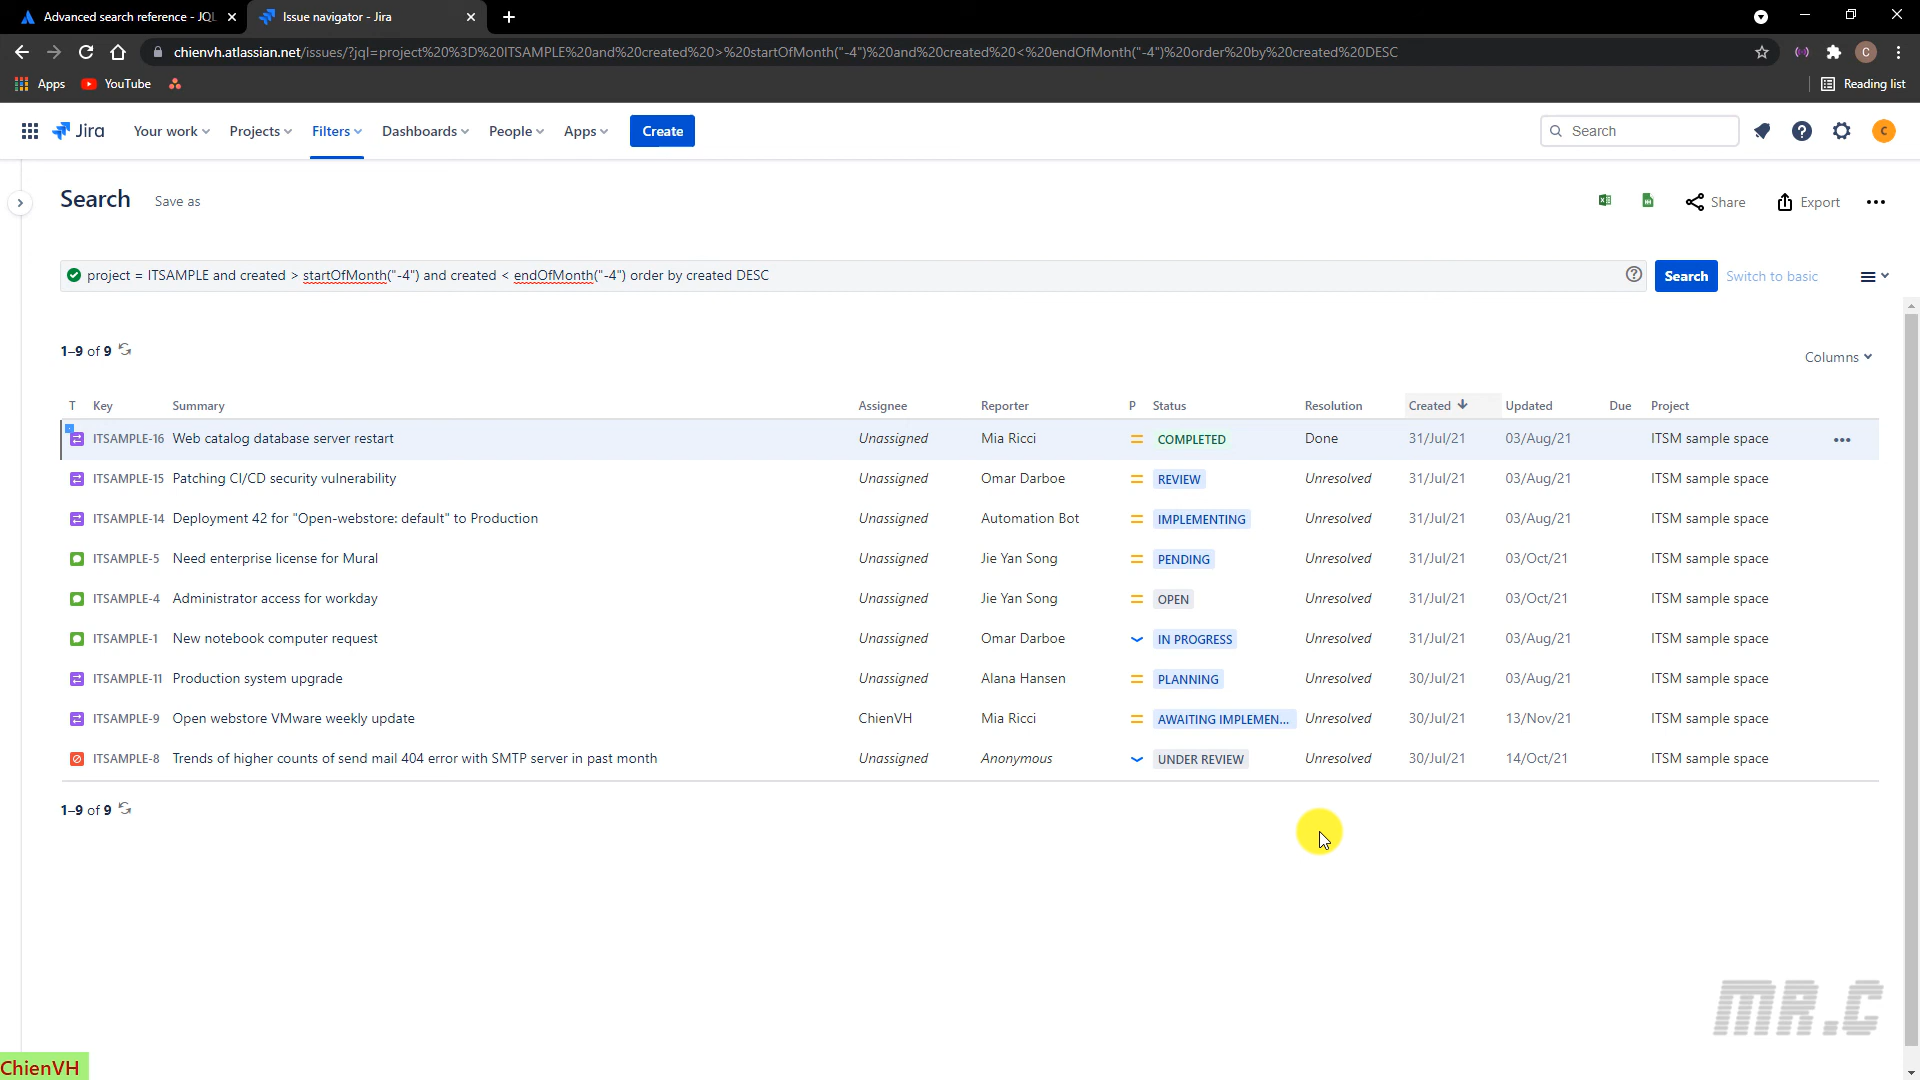 Advanced search reference - JQL
Issue navigator - Jira
chienvh.atlassian.net/issues/?jql=project%20%3D%20ITSAMPLE%20and%20created%20>%20startOfMonth("-4")%20and%20created%20<%20endOfMonth("-4")%20order%20by%20created%20DESC
C
Apps YouTube Reading list
Jira Your work Projects Filters Dashboards People Apps Create Search C
Search Save as Share Export
project = ITSAMPLE and created > startOfMonth("-4") and created < endOfMonth("-4") order by created DESC Search Switch to basic
1–9 of 9
Columns
T Key Summary Assignee Reporter P Status Resolution Created Updated Due Project
ITSAMPLE-16 Web catalog database server restart Unassigned Mia Ricci COMPLETED Done 31/Jul/21 03/Aug/21 ITSM sample space
ITSAMPLE-15 Patching CI/CD security vulnerability Unassigned Omar Darboe REVIEW Unresolved 31/Jul/21 03/Aug/21 ITSM sample space
ITSAMPLE-14 Deployment 42 for "Open-webstore: default" to Production Unassigned Automation Bot IMPLEMENTING Unresolved 31/Jul/21 03/Aug/21 ITSM sample space
ITSAMPLE-5 Need enterprise license for Mural Unassigned Jie Yan Song PENDING Unresolved 31/Jul/21 03/Oct/21 ITSM sample space
ITSAMPLE-4 Administrator access for workday Unassigned Jie Yan Song OPEN Unresolved 31/Jul/21 03/Oct/21 ITSM sample space
ITSAMPLE-1 New notebook computer request Unassigned Omar Darboe IN PROGRESS Unresolved 31/Jul/21 03/Aug/21 ITSM sample space
ITSAMPLE-11 Production system upgrade Unassigned Alana Hansen PLANNING Unresolved 30/Jul/21 03/Aug/21 ITSM sample space
ITSAMPLE-9 Open webstore VMware weekly update ChienVH Mia Ricci AWAITING IMPLEMEN... Unresolved 30/Jul/21 13/Nov/21 ITSM sample space
ITSAMPLE-8 Trends of higher counts of send mail 404 error with SMTP server in past month Unassigned Anonymous UNDER REVIEW Unresolved 30/Jul/21 14/Oct/21 ITSM sample space
1–9 of 9
MR.C
ChienVH